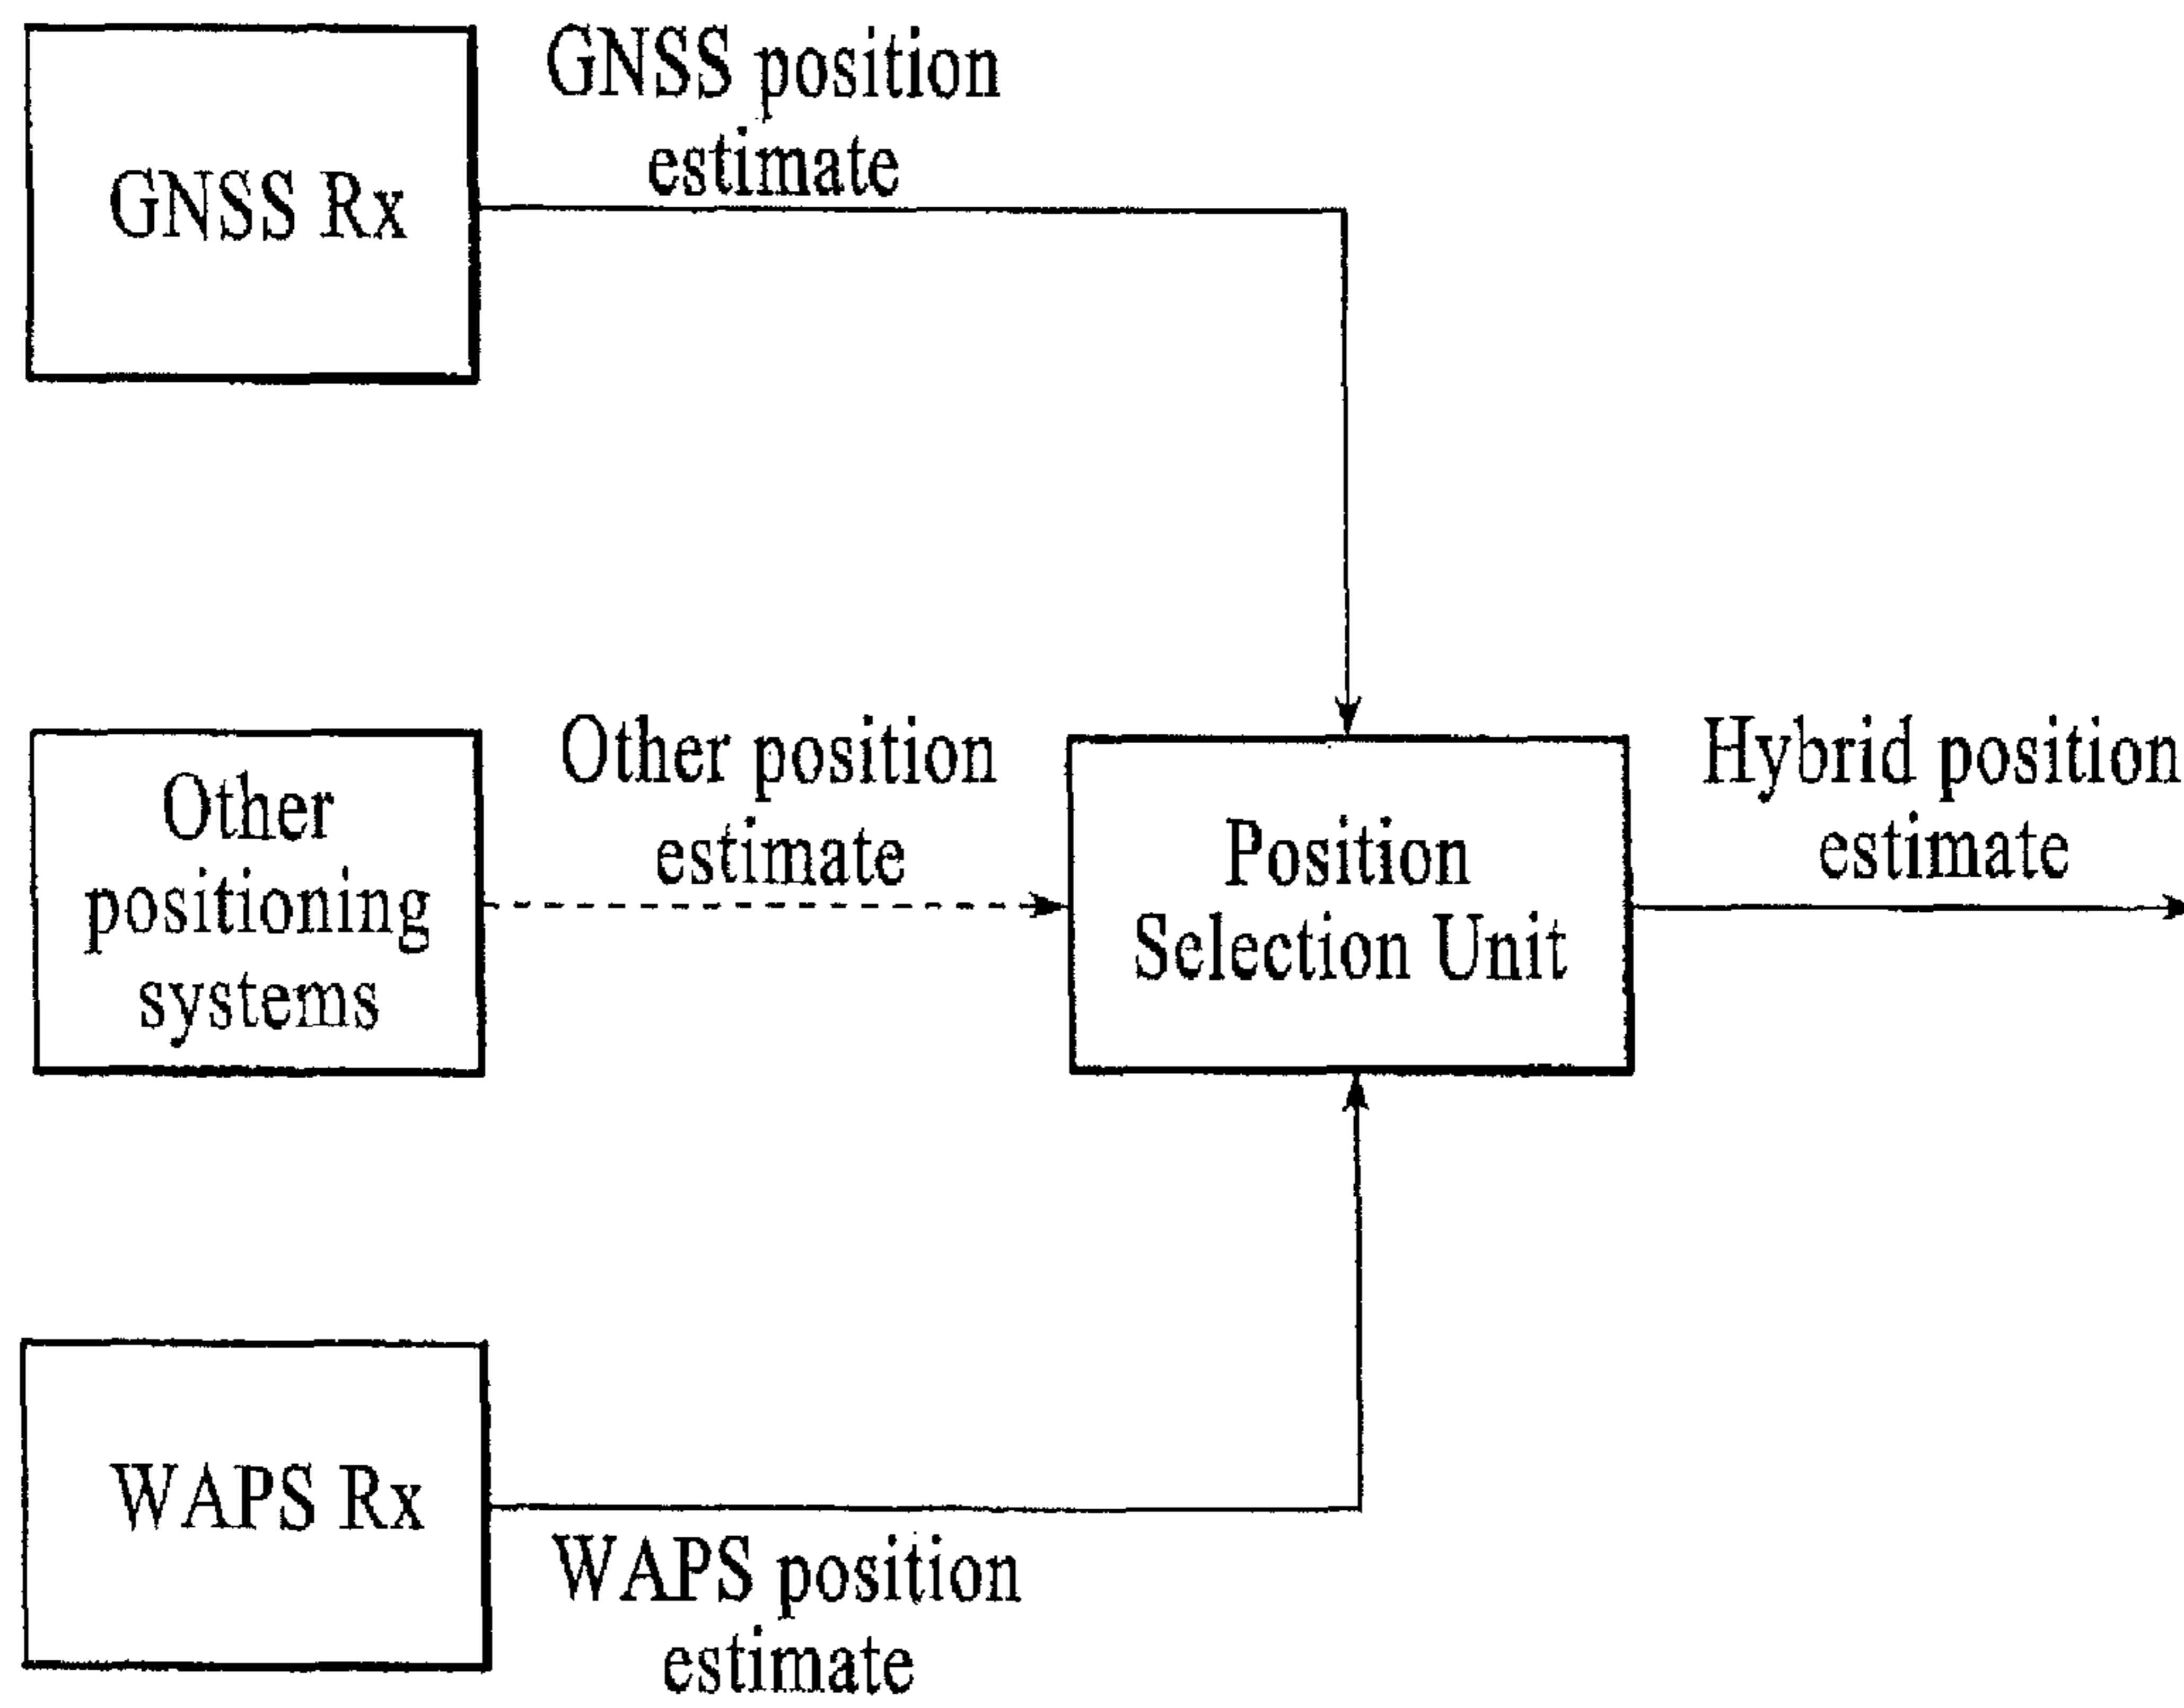 GNSS Rx
GNSS position
estimate
Other
positioning
systems
Other position
estimate
Position
Selection Unit
Hybrid position
estimate
WAPS Rx
WAPS position
estimate